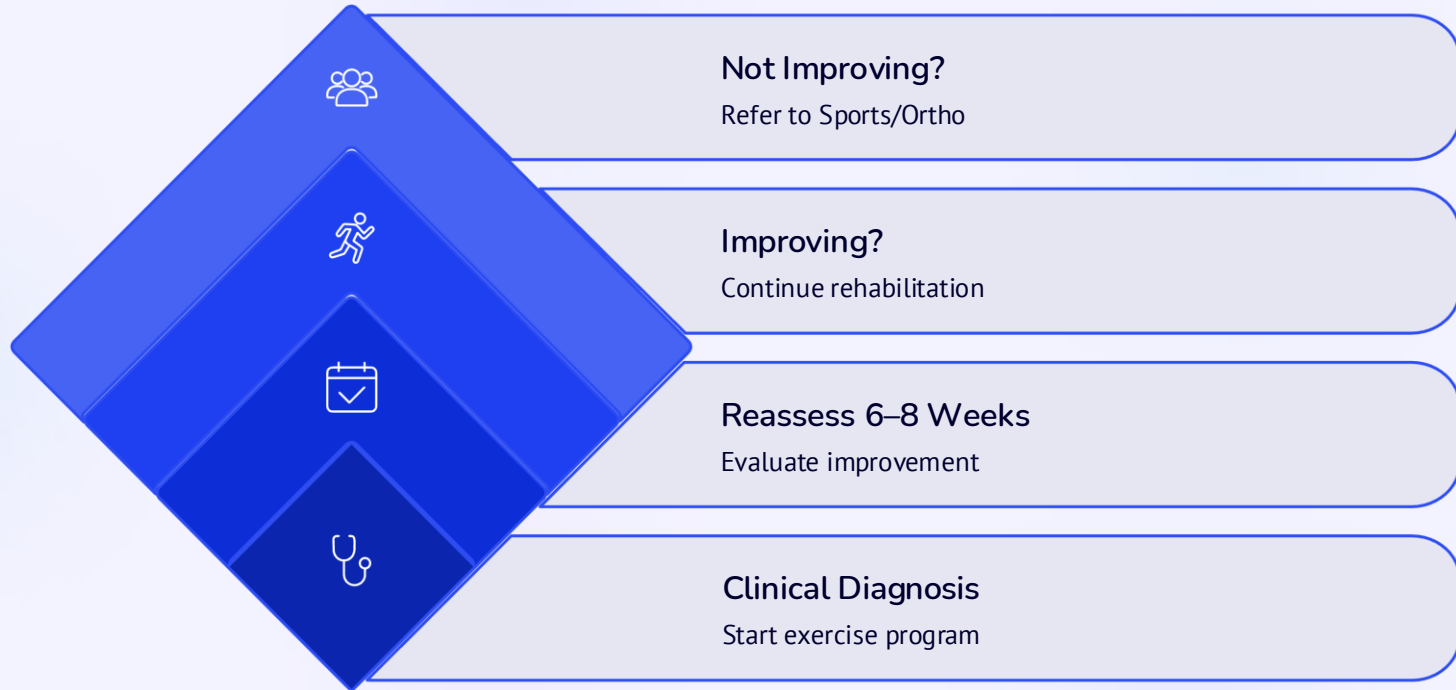 Not Improving?
Refer to Sports/Ortho
Improving?
Continue rehabilitation
Reassess 6–8 Weeks
Evaluate improvement
Clinical Diagnosis
Start exercise program